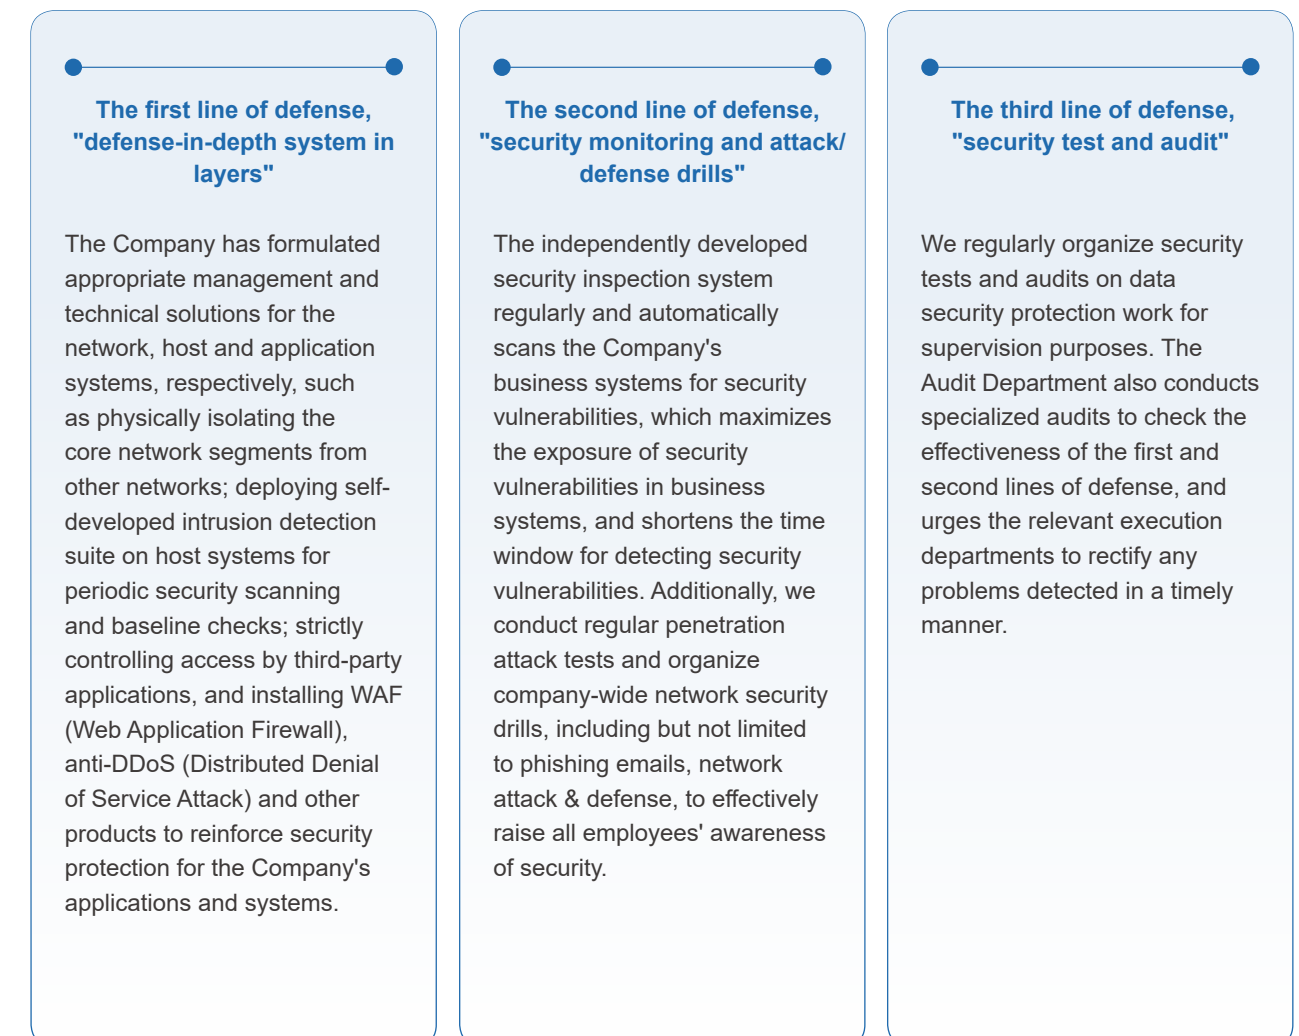 The first line of defense,
"defense-in-depth system in
layers"
The Company has formulated
appropriate management and
technical solutions for the
network, host and application
systems, respectively, such
as physically isolating the
core network segments from
other networks; deploying self-
developed intrusion detection
suite on host systems for
periodic security scanning
and baseline checks; strictly
controlling access by third-party
applications, and installing WAF
(Web Application Firewall),
anti-DDoS (Distributed Denial
of Service Attack) and other
products to reinforce security
protection for the Company's
applications and systems.
The second line of defense,
"security monitoring and attack/
defense drills"
The independently developed
security inspection system
regularly and automatically
scans the Company's
business systems for security
vulnerabilities, which maximizes
the exposure of security
vulnerabilities in business
systems, and shortens the time
window for detecting security
vulnerabilities. Additionally, we
conduct regular penetration
attack tests and organize
company-wide network security
drills, including but not limited
to phishing emails, network
attack & defense, to effectively
raise all employees' awareness
of security.
The third line of defense,
"security test and audit"
We regularly organize security
tests and audits on data
security protection work for
supervision purposes. The
Audit Department also conducts
specialized audits to check the
effectiveness of the first and
second lines of defense, and
urges the relevant execution
departments to rectify any
problems detected in a timely
manner.